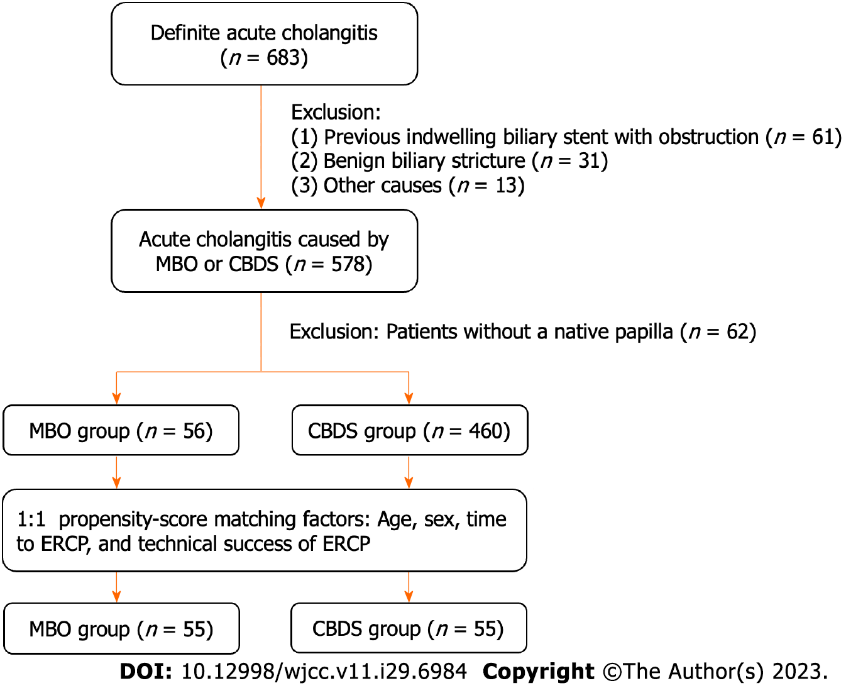 Definite acute cholangitis
(n = 683)
Exclusion:
(1) Previous indwelling biliary stent with obstruction (n = 61)
(2) Benign biliary stricture (n = 31)
(3) Other causes (n = 13)
Acute cholangitis caused by
MBO or CBDS (n = 578)
Exclusion: Patients without a native papilla (n = 62)
MBO group (n = 56)
CBDS group (n = 460)
1:1 propensity-score matching factors: Age, sex, time
to ERCP, and technical success of ERCP
MBO group (n = 55)
CBDS group (n = 55)
DOI: 10.12998/wjcc.v11.i29.6984 Copyright ©The Author(s) 2023.